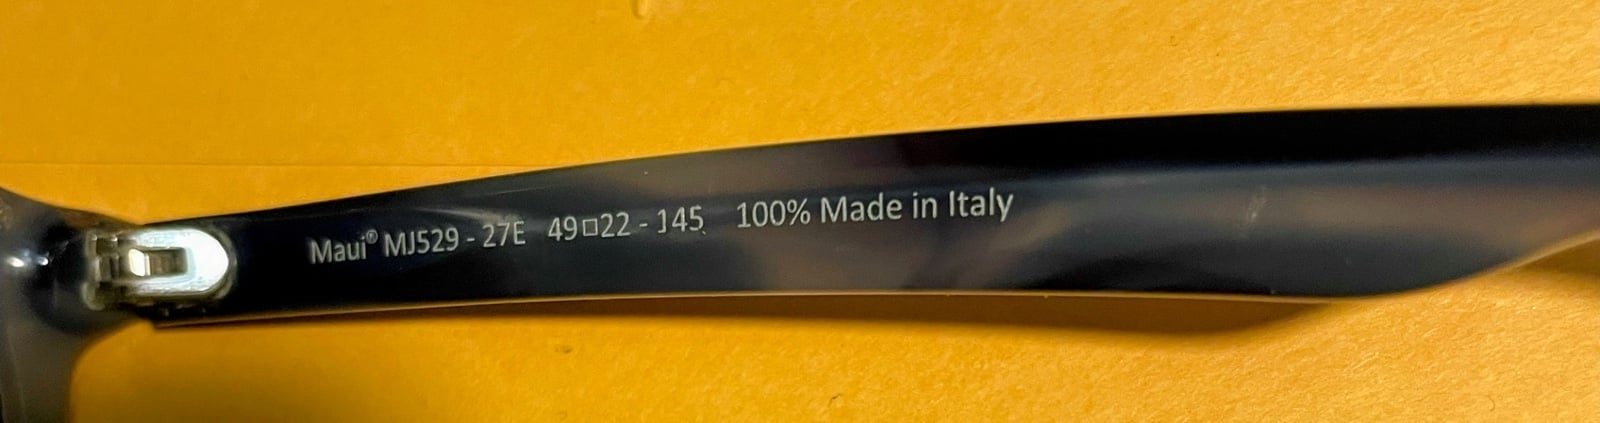 Maui® MJ529 - 27E 49□22 - 145 100% Made in Italy